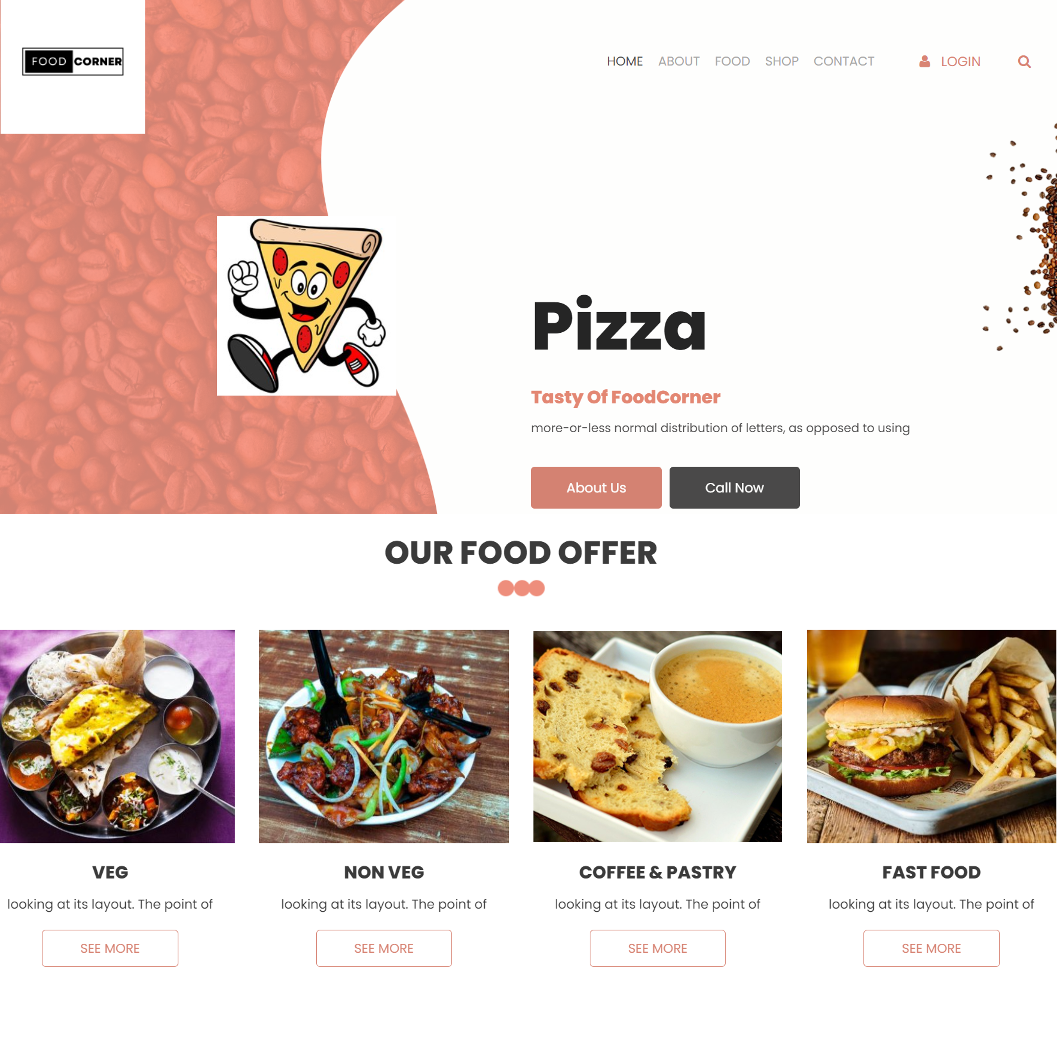 FOOD CORNER
HOME ABOUT FOOD SHOP CONTACT LOGIN
Pizza
Tasty Of FoodCorner
more-or-less normal distribution of letters, as opposed to using
About Us Call Now
OUR FOOD OFFER
VEG NON VEG COFFEE & PASTRY FAST FOOD
looking at its layout. The point of looking at its layout. The point of looking at its layout. The point of looking at its layout. The point of
SEE MORE SEE MORE SEE MORE SEE MORE